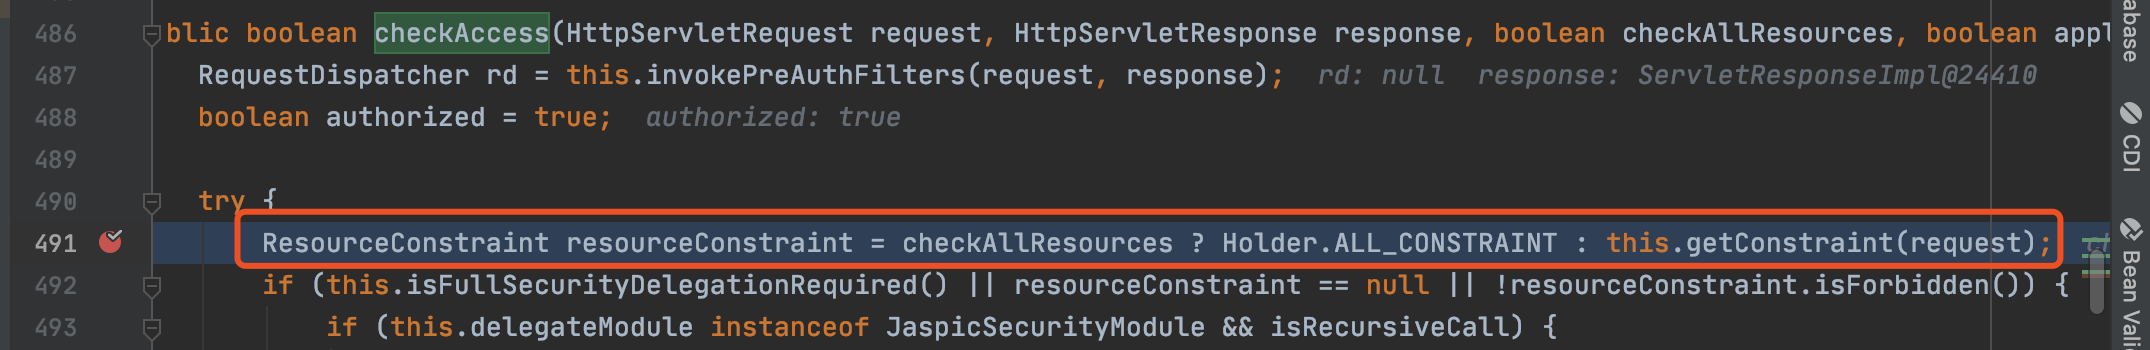 486 blic boolean checkAccess(HttpServletRequest request, HttpServletResponse response, boolean checkAllResources, boolean appl
487 RequestDispatcher rd = this.invokePreAuthFilters(request, response); rd: null response: ServletResponseImpl@24410
488 boolean authorized = true; authorized: true
489
490 try {
491 ResourceConstraint resourceConstraint = checkAllResources ? Holder.ALL_CONSTRAINT : this.getConstraint(request);
492 if (this.isFullSecurityDelegationRequired() || resourceConstraint == null || !resourceConstraint.isForbidden()) {
493 if (this.delegateModule instanceof JaspicSecurityModule && isRecursiveCall) {
abase
CDI
Bean Vali